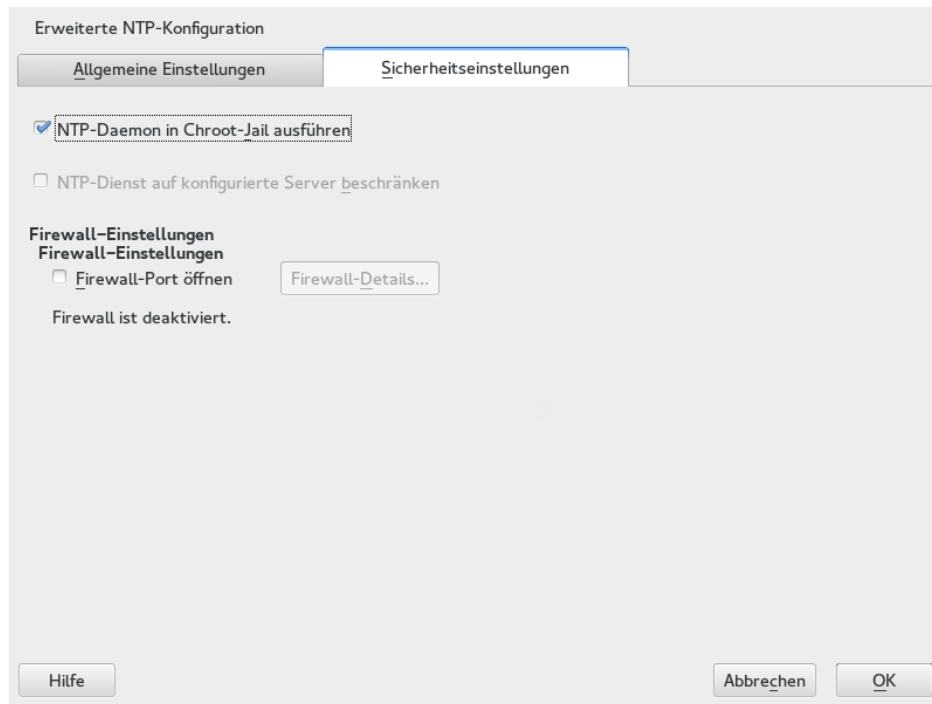 Erweiterte NTP-Konfiguration
Allgemeine Einstellungen
Sicherheitseinstellungen
NTP-Daemon in Chroot-Jail ausführen
NTP-Dienst auf konfigurierte Server beschränken
Firewall-Einstellungen
Firewall-Einstellungen
Firewall-Port öffnen
Firewall-Details...
Firewall ist deaktiviert.
Hilfe
Abbrechen
OK